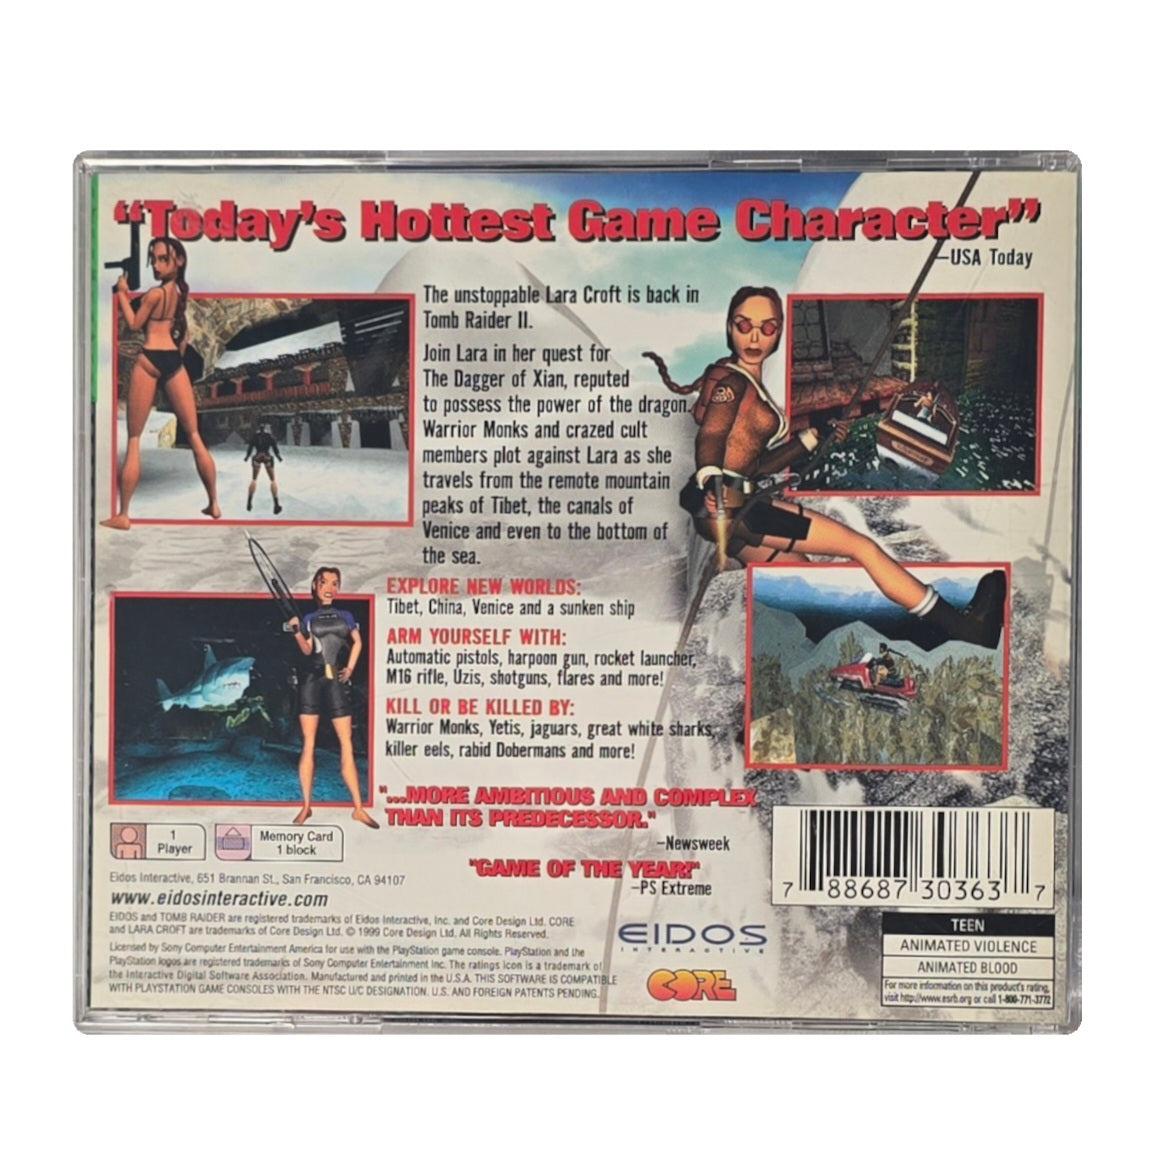 “Today's Hottest Game Character”
–USA Today
The unstoppable Lara Croft is back in
Tomb Raider II.
Join Lara in her quest for
The Dagger of Xian, reputed
to possess the power of the dragon.
Warrior Monks and crazed cult
members plot against Lara as she
travels from the remote mountain
peaks of Tibet, the canals of
Venice and even to the bottom of
the sea.
EXPLORE NEW WORLDS:
Tibet, China, Venice and a sunken ship
ARM YOURSELF WITH:
Automatic pistols, harpoon gun, rocket launcher,
M16 rifle, Uzis, shotguns, flares and more!
KILL OR BE KILLED BY:
Warrior Monks, Yetis, jaguars, great white sharks,
killer eels, rabid Dobermans and more!
"...MORE AMBITIOUS AND COMPLEX
THAN ITS PREDECESSOR."
–Newsweek
"GAME OF THE YEAR!"
–PS Extreme
1
Player
Memory Card
1 block
Eidos Interactive, 651 Brannan St., San Francisco, CA 94107
www.eidosinteractive.com
EIDOS and TOMB RAIDER are registered trademarks of Eidos Interactive, Inc. and Core Design Ltd. CORE
and LARA CROFT are trademarks of Core Design Ltd. © 1999 Core Design Ltd. All Rights Reserved.
Licensed by Sony Computer Entertainment America for use with the PlayStation game console. PlayStation and the
PlayStation logos are registered trademarks of Sony Computer Entertainment Inc. The ratings icon is a trademark of
the Interactive Digital Software Association. Manufactured and printed in the U.S.A. THIS SOFTWARE IS COMPATIBLE
WITH PLAYSTATION GAME CONSOLES WITH THE NTSC U/C DESIGNATION. U.S. AND FOREIGN PATENTS PENDING.
EIDOS
INTERACTIVE
CORE
7 88687 30363 7
TEEN
ANIMATED VIOLENCE
ANIMATED BLOOD
For more information on this product's rating,
visit http://www.esrb.org or call 1-800-771-3772